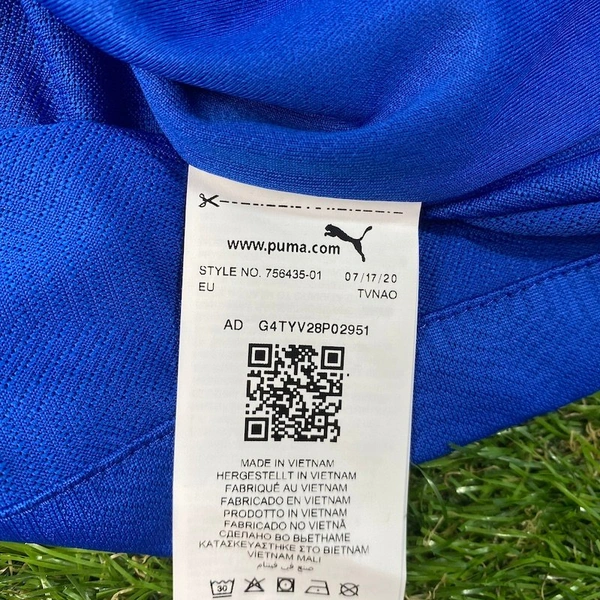 www.puma.com
STYLE NO. 756435-01 07/17/20
EU TVNAO
AD G4TYV28P02951
MADE IN VIETNAM
HERGESTELLT IN VIETNAM
FABRIQUÉ AU VIETNAM
FABRICADO EN VIETNAM
PRODOTTO IN VIETNAM
FABRICADO NO VIETNÃ
СДЕЛАНО ВО ВЬЕТНАМЕ
ΚΑΤΑΣΚΕΥΑΣΤΗΚΕ ΣΤΟ ΒΙΕΤΝΑΜ
VIETNAM MALI
صنع في فيتنام
30